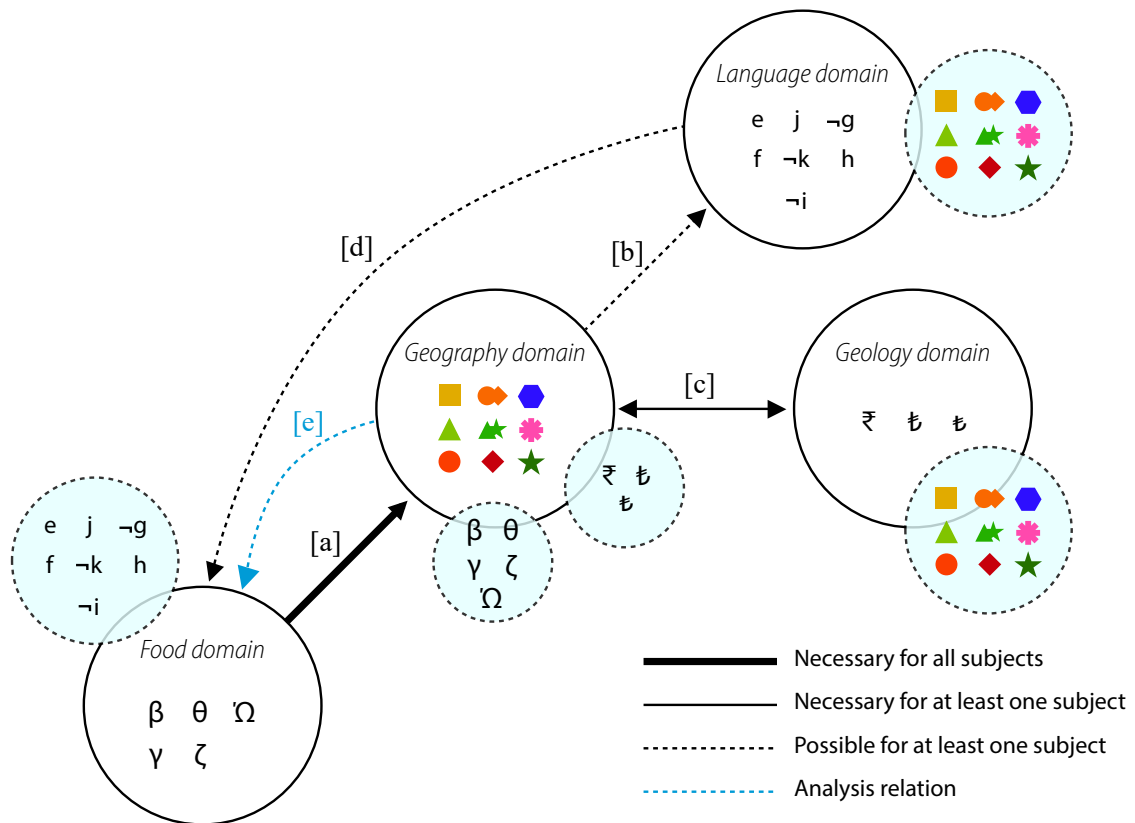 Language domain
e j ¬g
f ¬k h
¬i
[d]
[b]
Geography domain
Geology domain
[c]
[e]
₹ ₺ ₺
₹ ₺
₺
[a]
β θ
γ ζ
Ώ
e j ¬g
f ¬k h
¬i
Food domain
β θ Ώ
γ ζ
Necessary for all subjects
Necessary for at least one subject
Possible for at least one subject
Analysis relation